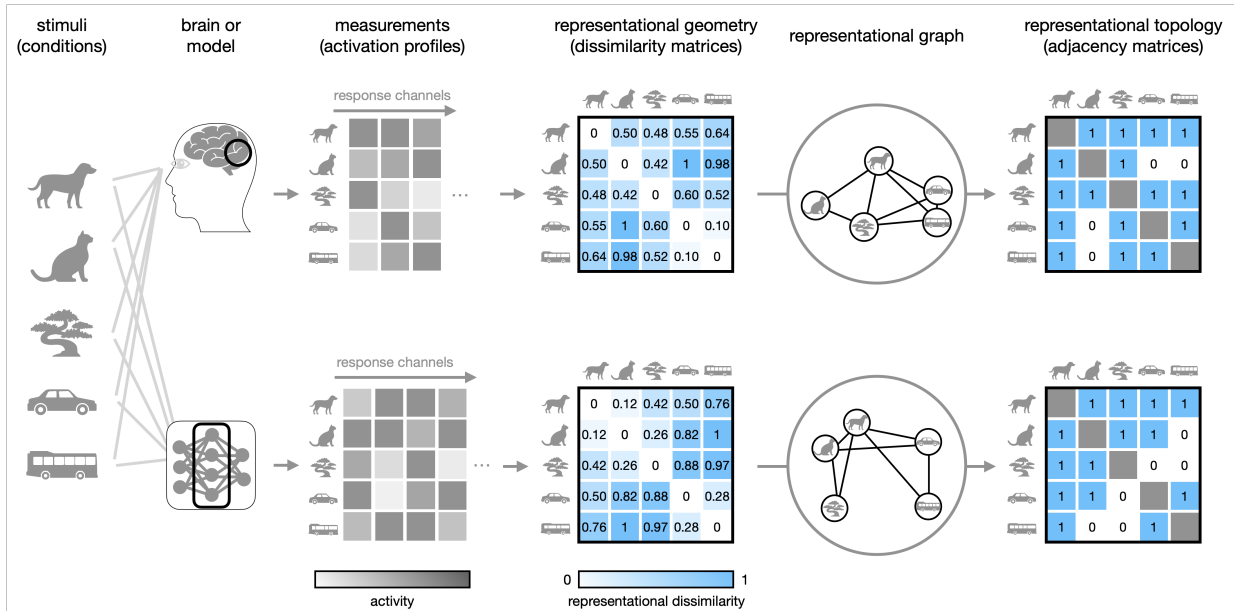 stimuli
(conditions)
brain or
model
measurements
(activation profiles)
representational geometry
(dissimilarity matrices)
representational graph
representational topology
(adjacency matrices)
response channels
0 0.50 0.48 0.55 0.64
0.50 0 0.42 1 0.98
0.48 0.42 0 0.60 0.52
0.55 1 0.60 0 0.10
0.64 0.98 0.52 0.10 0
...
1 1 1 1
1 1 0 0
1 1 1 1
1 0 1 1
1 0 1 1
response channels
0 0.12 0.42 0.50 0.76
0.12 0 0.26 0.82 1
0.42 0.26 0 0.88 0.97
0.50 0.82 0.88 0 0.28
0.76 1 0.97 0.28 0
...
1 1 1 1
1 1 1 0
1 1 0 0
1 1 0 1
1 0 0 1
activity
0 1
representational dissimilarity